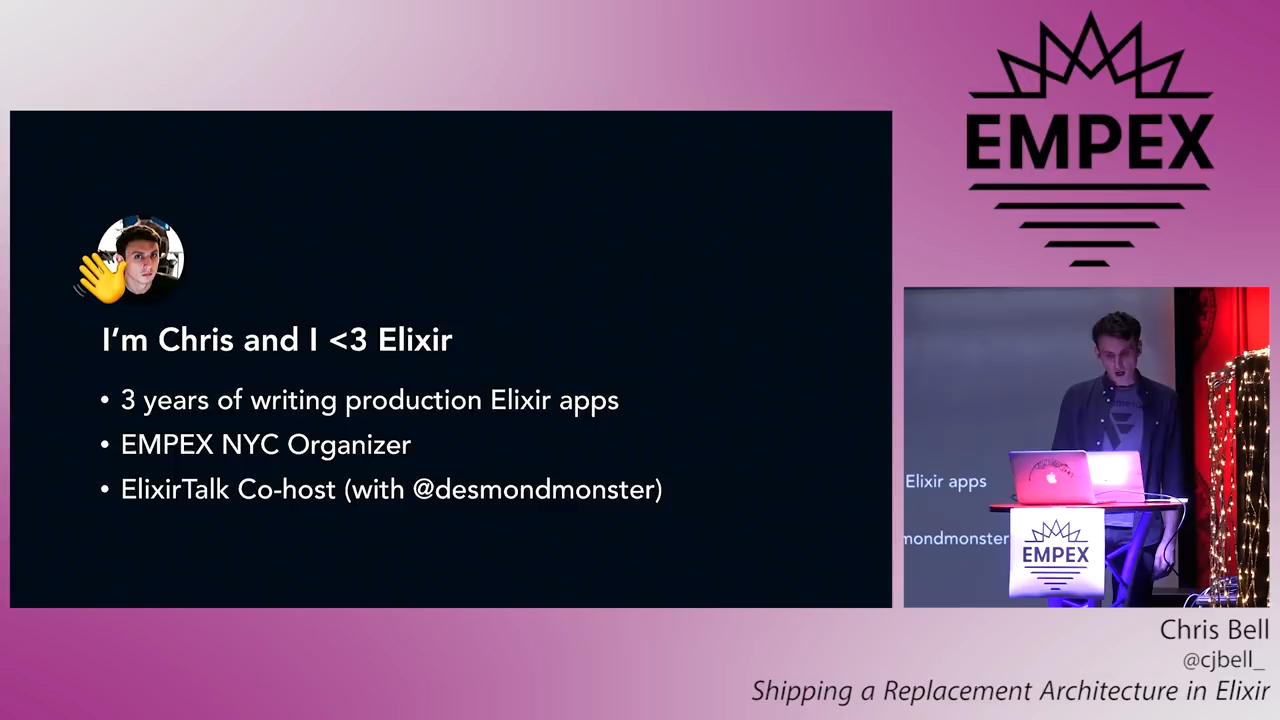 EMPEX
I'm Chris and I <3 Elixir
• 3 years of writing production Elixir apps
• EMPEX NYC Organizer
• ElixirTalk Co-host (with @desmondmonster)
Elixir apps
mondmonster
EMPEX
Chris Bell
@cjbell_
Shipping a Replacement Architecture in Elixir